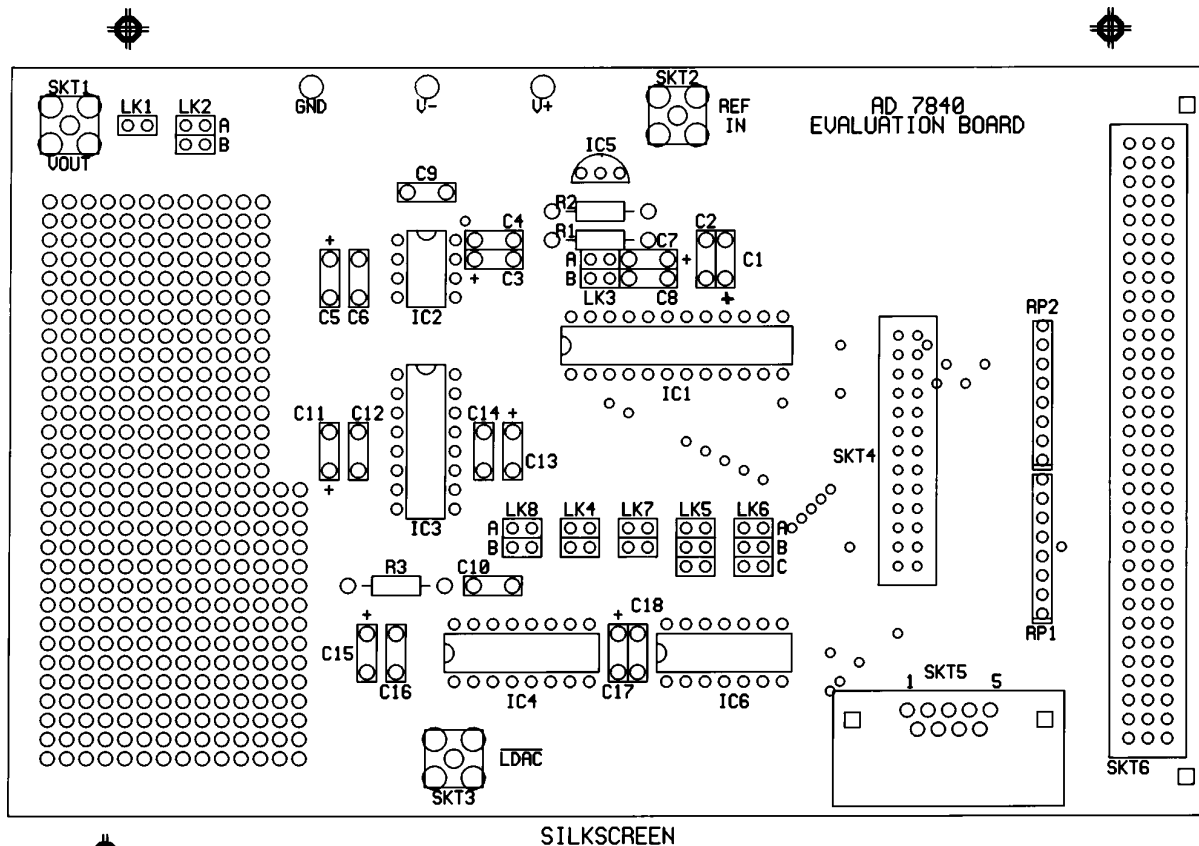 SKT1
LK1
LK2
A
B
VOUT
GND
V-
V+
SKT2
REF
IN
AD 7840
EVALUATION BOARD
IC5
C9
R2
R1
C4
C3
+
C7
C8
C2
C1
+
+
A
B
LK3
+
C5
C6
IC2
IC1
RP2
C11
C12
+
C14
+
C13
IC3
SKT4
LK8
LK4
LK7
LK5
LK6
A
B
A
B
C
R3
C10
+
C15
C16
IC4
+
C18
C17
IC6
RP1
SKT5
1
5
SKT3
LDAC
SKT6
SILKSCREEN